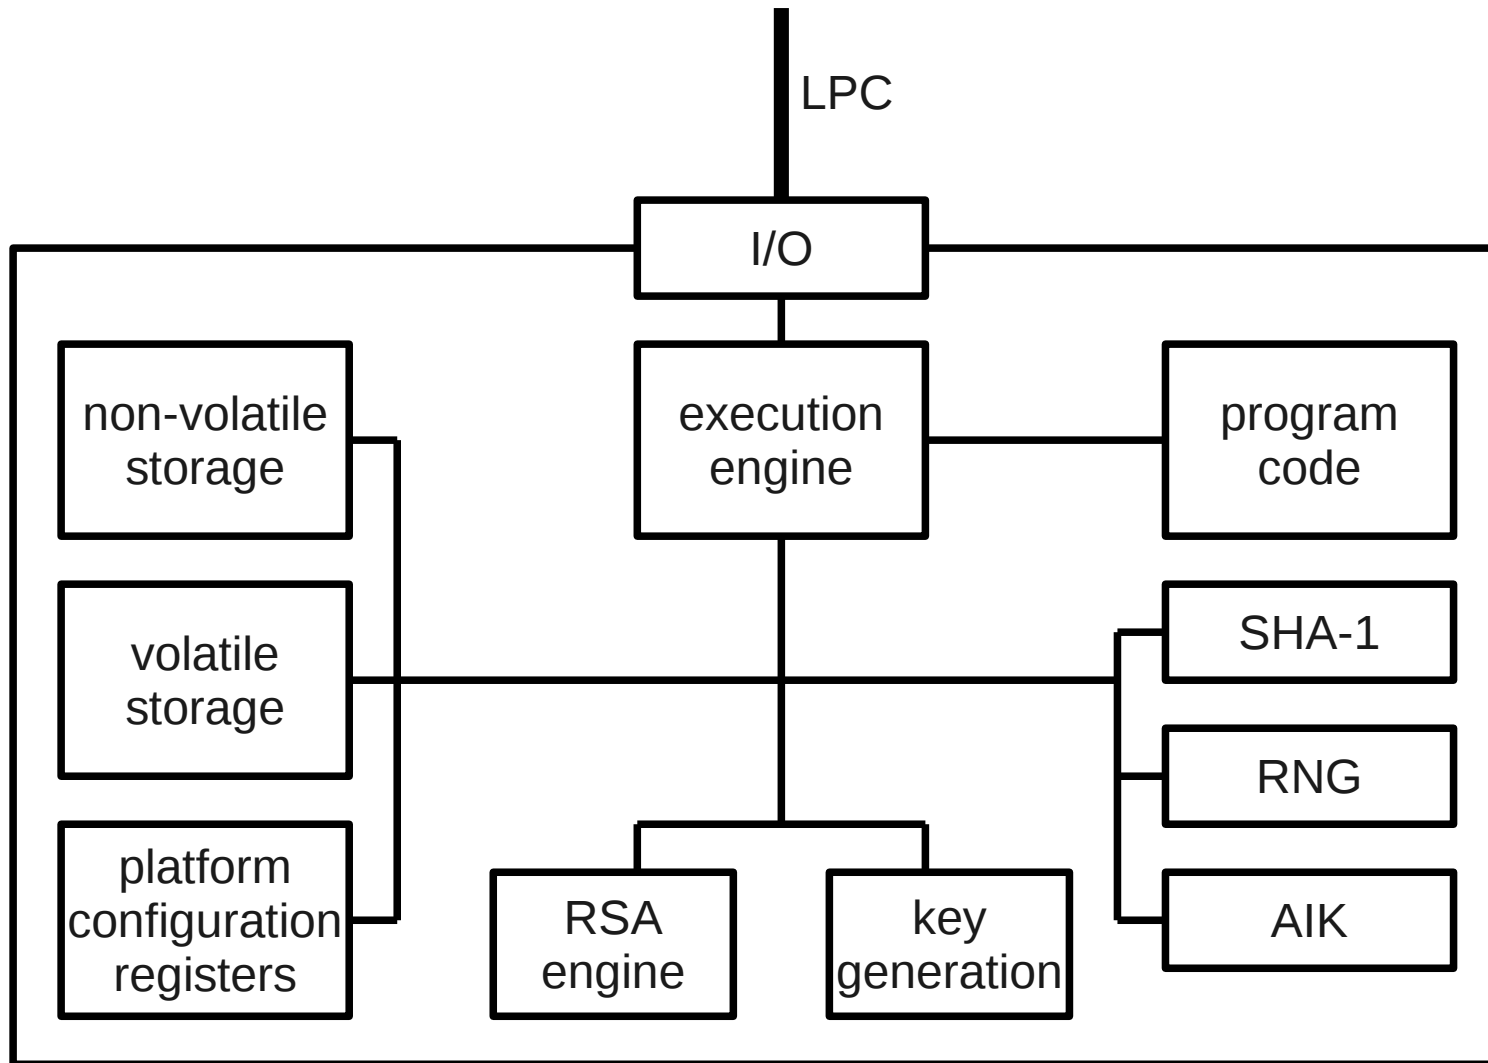 LPC
I/O
non-volatile
storage
execution
engine
program
code
volatile
storage
SHA-1
RNG
platform
configuration
registers
RSA
engine
key
generation
AIK